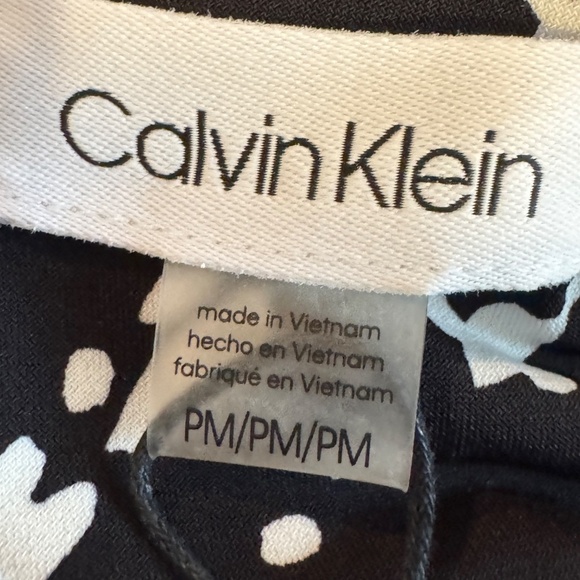 Calvin Klein
made in Vietnam
hecho en Vietnam
fabriqué en Vietnam
PM/PM/PM